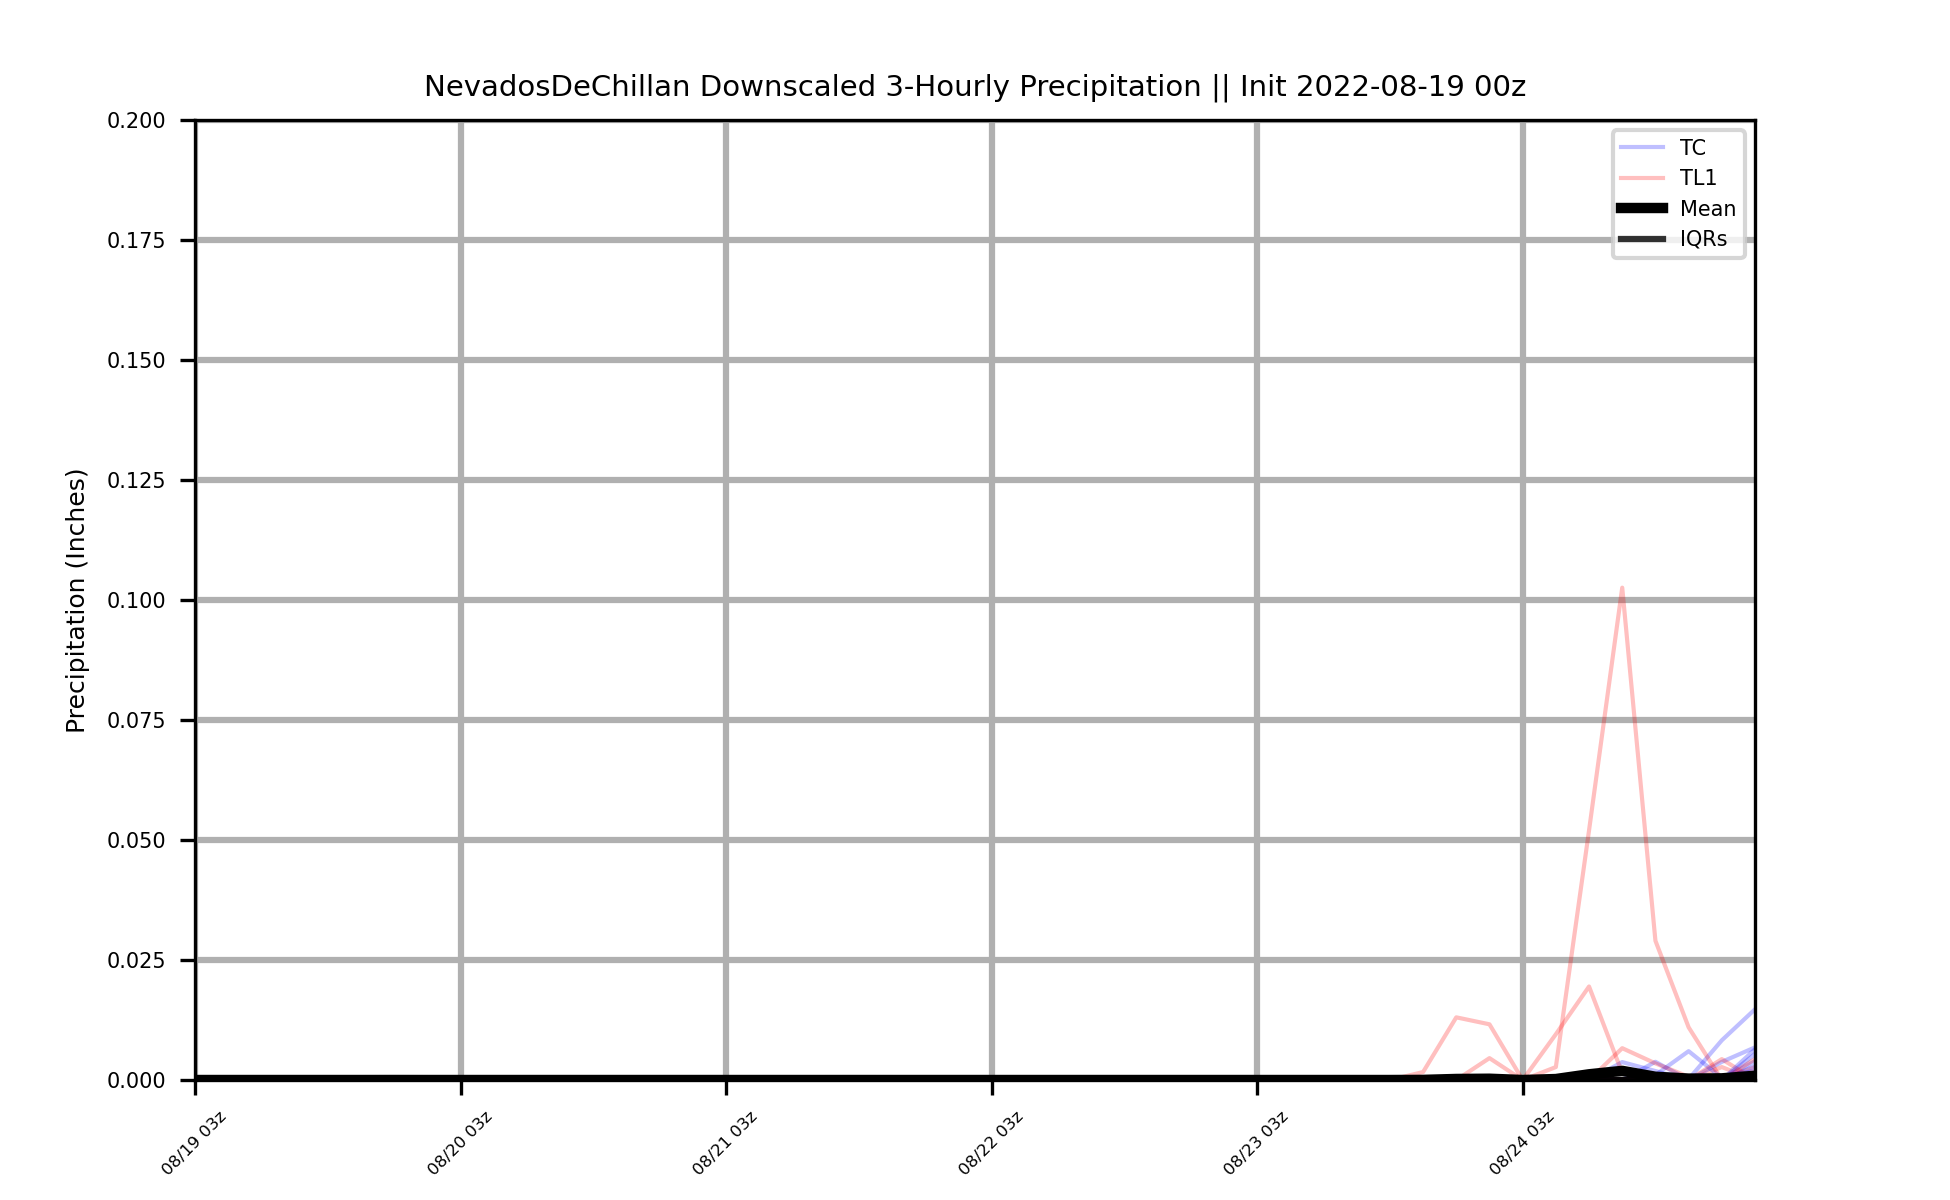 NevadosDeChillan Downscaled 3-Hourly Precipitation || Init 2022-08-19 00z
0.200
0.175
0.150
0.125
0.100
0.075
0.050
0.025
0.000
Precipitation (Inches)
TC
TL1
Mean
IQRs
08/19 03z
08/20 03z
08/21 03z
08/22 03z
08/23 03z
08/24 03z